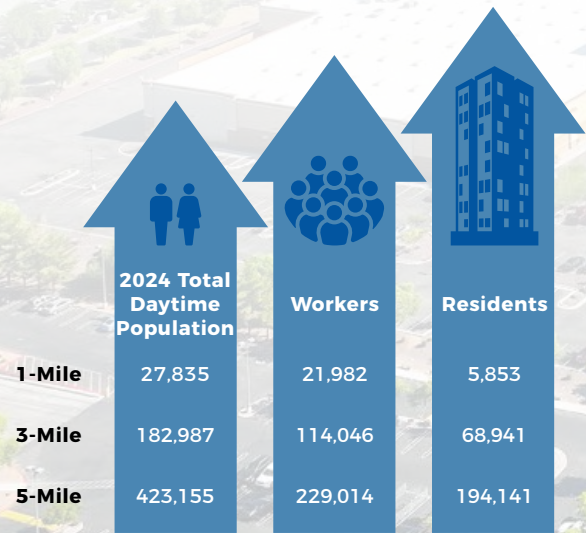 2024 Total
Daytime
Population
Workers
Residents
1-Mile 27,835 21,982 5,853
3-Mile 182,987 114,046 68,941
5-Mile 423,155 229,014 194,141